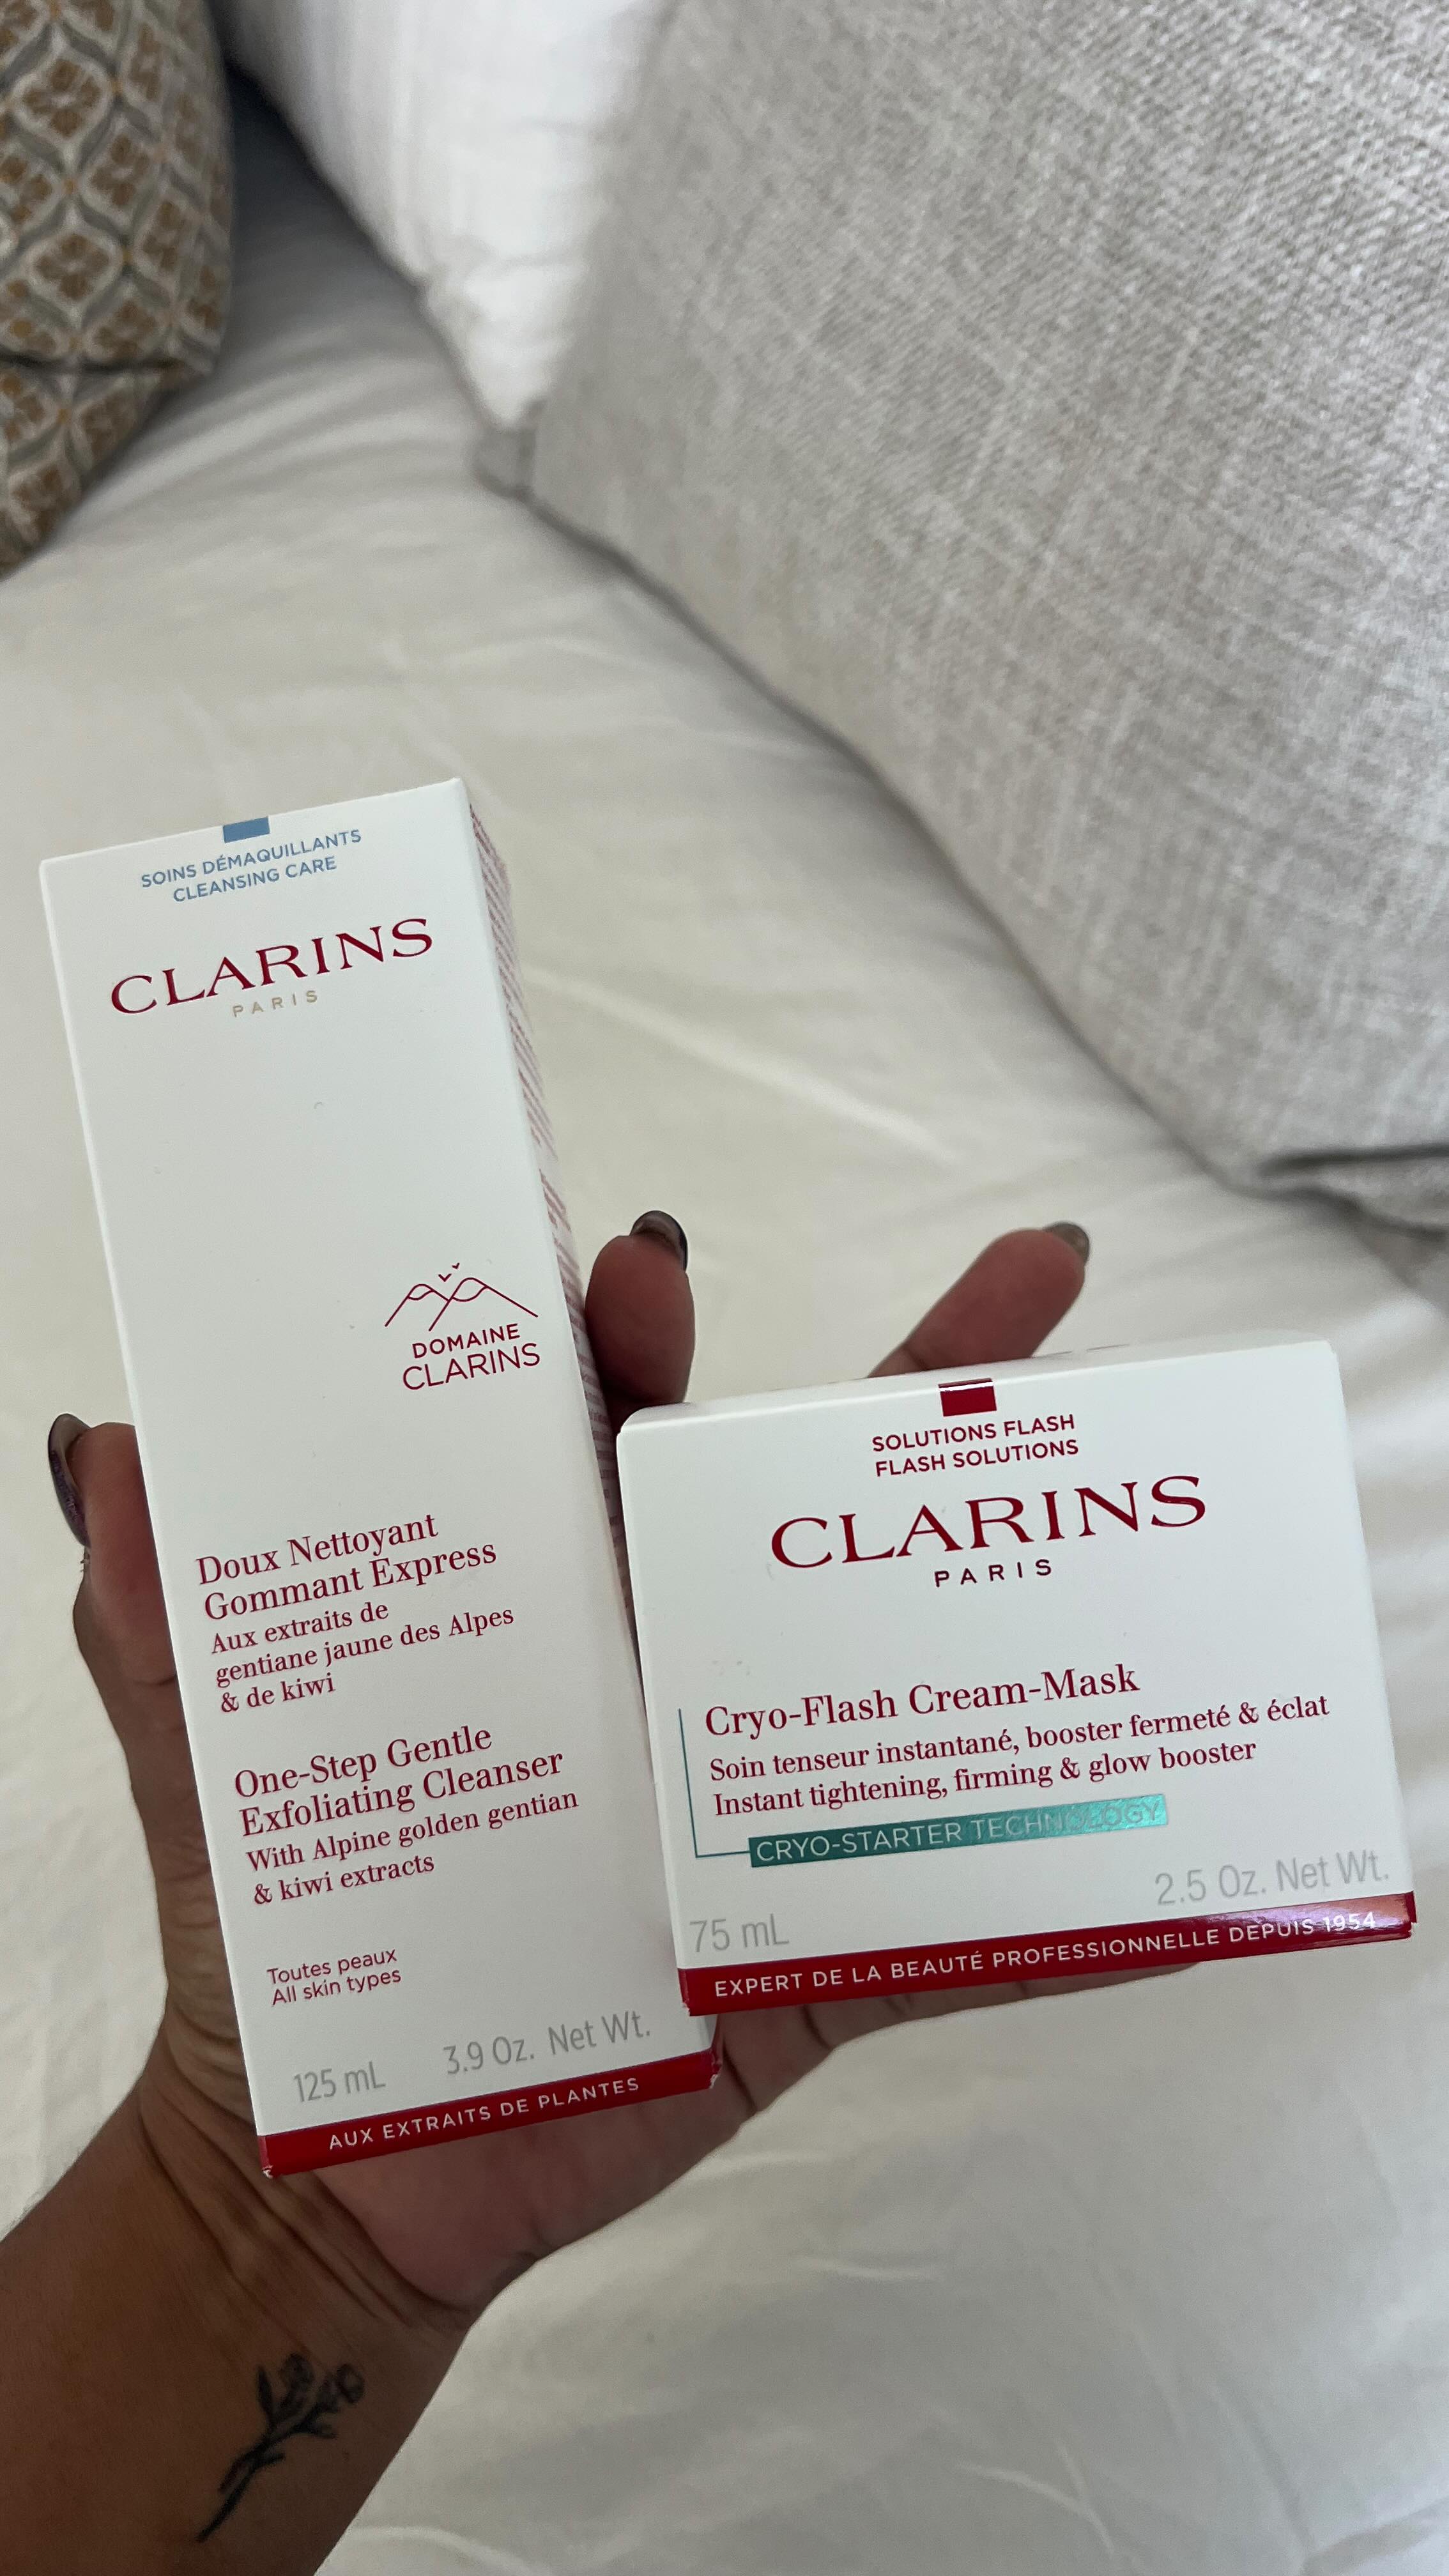 SOINS DÉMAQUILLANTS
CLEANSING CARE
CLARINS
PARIS
DOMAINE
CLARINS
Doux Nettoyant
Gommant Express
Aux extraits de
gentiane jaune des Alpes
& de kiwi
One-Step Gentle
Exfoliating Cleanser
With Alpine golden gentian
& kiwi extracts
Toutes peaux
All skin types
125 mL 3.9 Oz. Net Wt.
AUX EXTRAITS DE PLANTES
SOLUTIONS FLASH
FLASH SOLUTIONS
CLARINS
PARIS
Cryo-Flash Cream-Mask
Soin tenseur instantané, booster fermeté & éclat
Instant tightening, firming & glow booster
CRYO-STARTER TECHNOLOGY
75 mL 2.5 Oz. Net Wt.
EXPERT DE LA BEAUTÉ PROFESSIONNELLE DEPUIS 1954